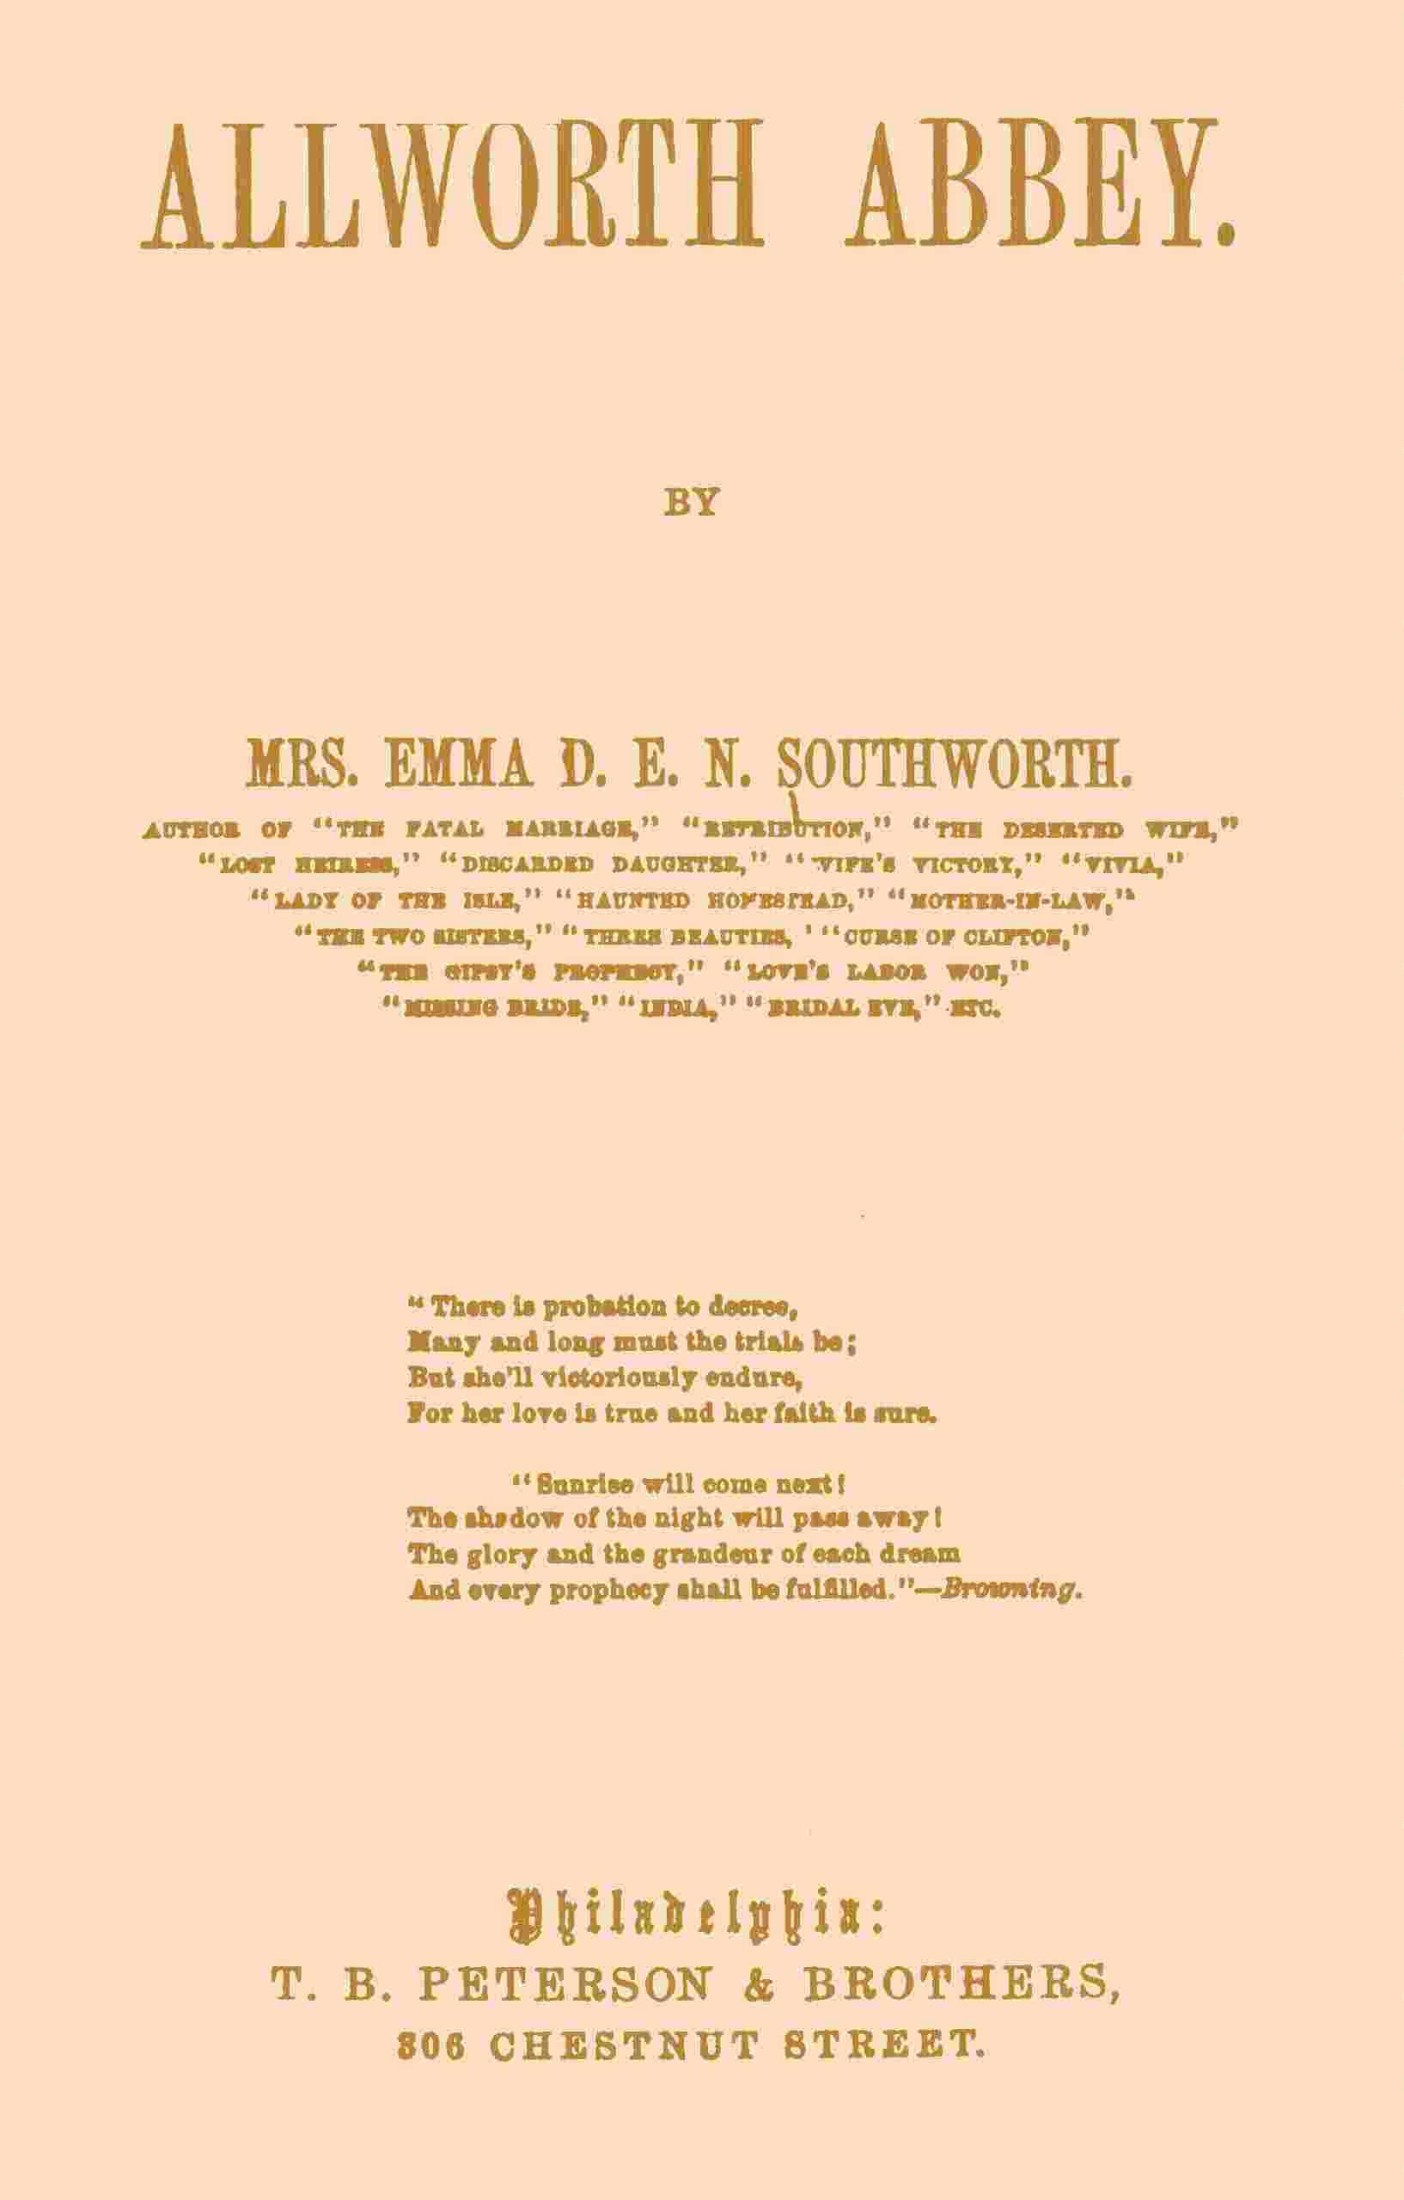 ALLWORTH ABBEY.
BY
MRS. EMMA D. E. N. SOUTHWORTH.
AUTHOR OF “THE FATAL MARRIAGE,” “RETRIBUTION,” “THE DESERTED WIFE,”
“LOST HEIRESS,” “DISCARDED DAUGHTER,” “WIFE'S VICTORY,” “VIVIA,”
“LADY OF THE ISLE,” “HAUNTED HOMESTEAD,” “MOTHER-IN-LAW,”
“THE TWO SISTERS,” “THREE BEAUTIES,' “CURSE OF CLIFTON,”
“THE GIPSY'S PROPHECY,” “LOVE'S LABOR WON,”
“MISSING BRIDE,” “INDIA,” “BRIDAL EVE,” ETC.
“There is probation to decree,
Many and long must the trials be;
But she'll victoriously endure,
For her love is true and her faith is sure.
“Sunrise will come next!
The shadow of the night will pass away!
The glory and the grandeur of each dream
And every prophecy shall be fulfilled.”—Browning.
Philadelphia:
T. B. PETERSON & BROTHERS,
306 CHESTNUT STREET.